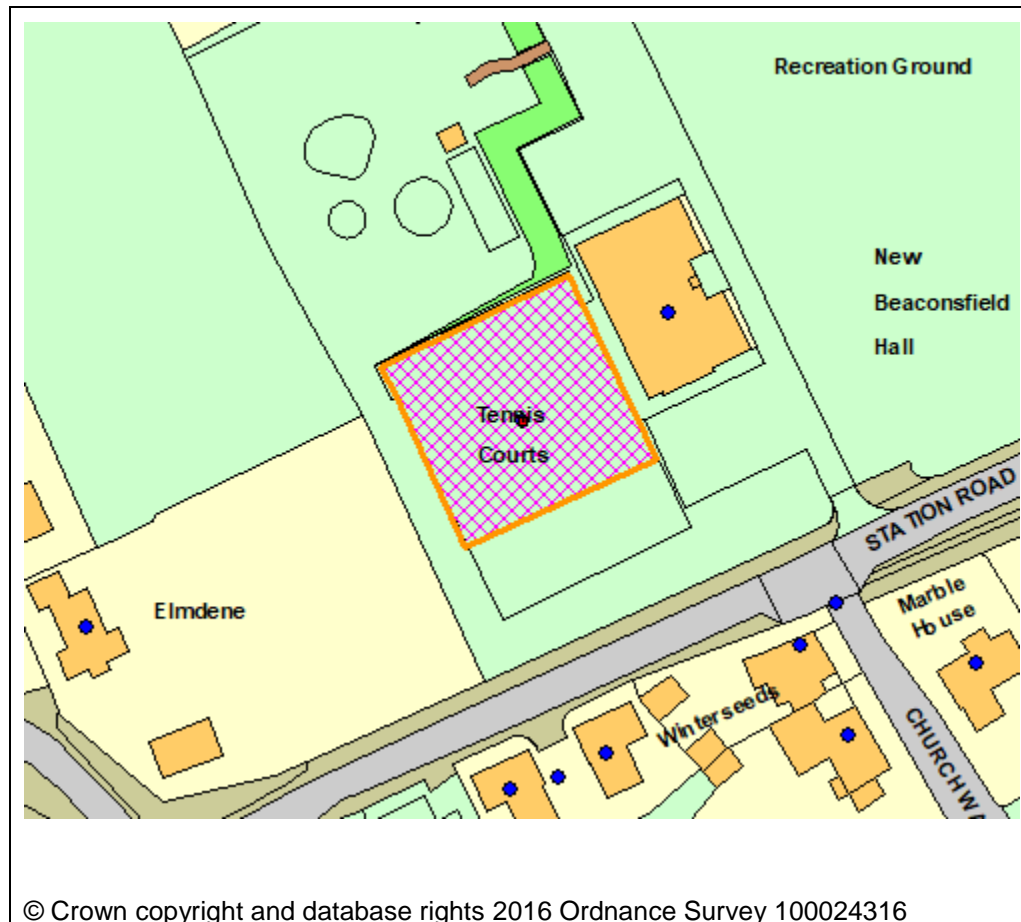 Recreation Ground
New
Beaconsfield
Hall
Tennis
Courts
STATION ROAD
Elmdene
Marble
House
Winterseeds
CHURCHWA
© Crown copyright and database rights 2016 Ordnance Survey 100024316